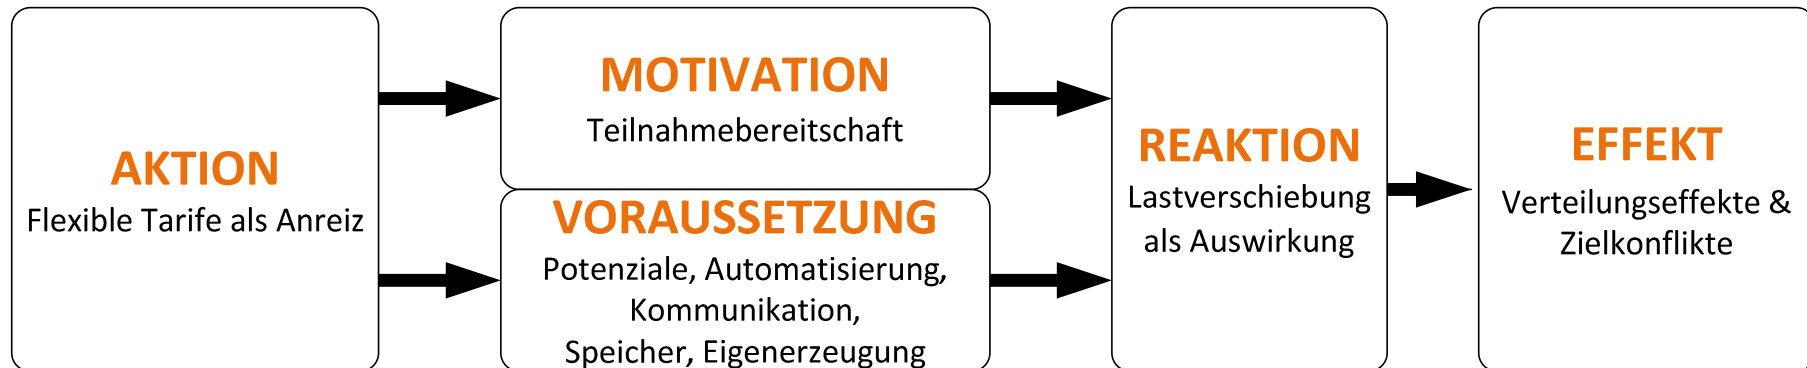 AKTION
Flexible Tarife als Anreiz
MOTIVATION
Teilnahmebereitschaft
VORAUSSETZUNG
Potenziale, Automatisierung,
Kommunikation,
Speicher, Eigenerzeugung
REAKTION
Lastverschiebung
als Auswirkung
EFFEKT
Verteilungseffekte &
Zielkonflikte